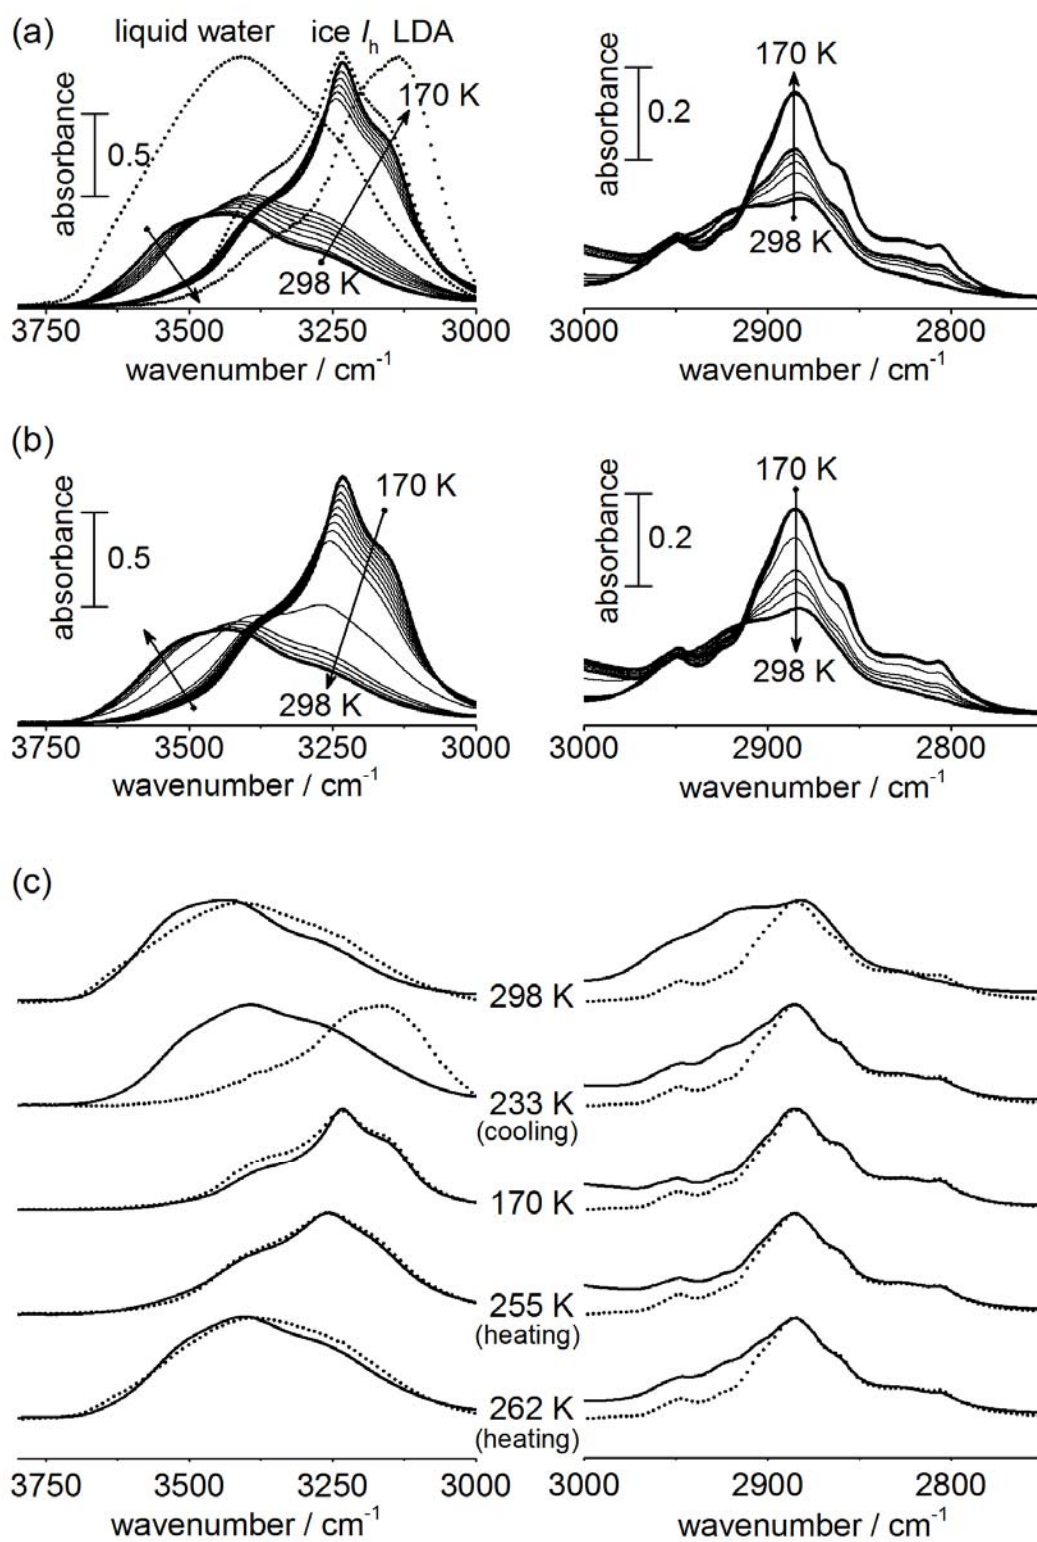 (a)
liquid water ice Ih LDA
absorbance
0.5
170 K
298 K
3750 3500 3250 3000
wavenumber / cm-1
170 K
absorbance
0.2
298 K
3000 2900 2800
wavenumber / cm-1
(b)
absorbance
0.5
170 K
298 K
3750 3500 3250 3000
wavenumber / cm-1
absorbance
0.2
170 K
298 K
3000 2900 2800
wavenumber / cm-1
(c)
298 K
233 K
(cooling)
170 K
255 K
(heating)
262 K
(heating)
3750 3500 3250 3000
wavenumber / cm-1
3000 2900 2800
wavenumber / cm-1